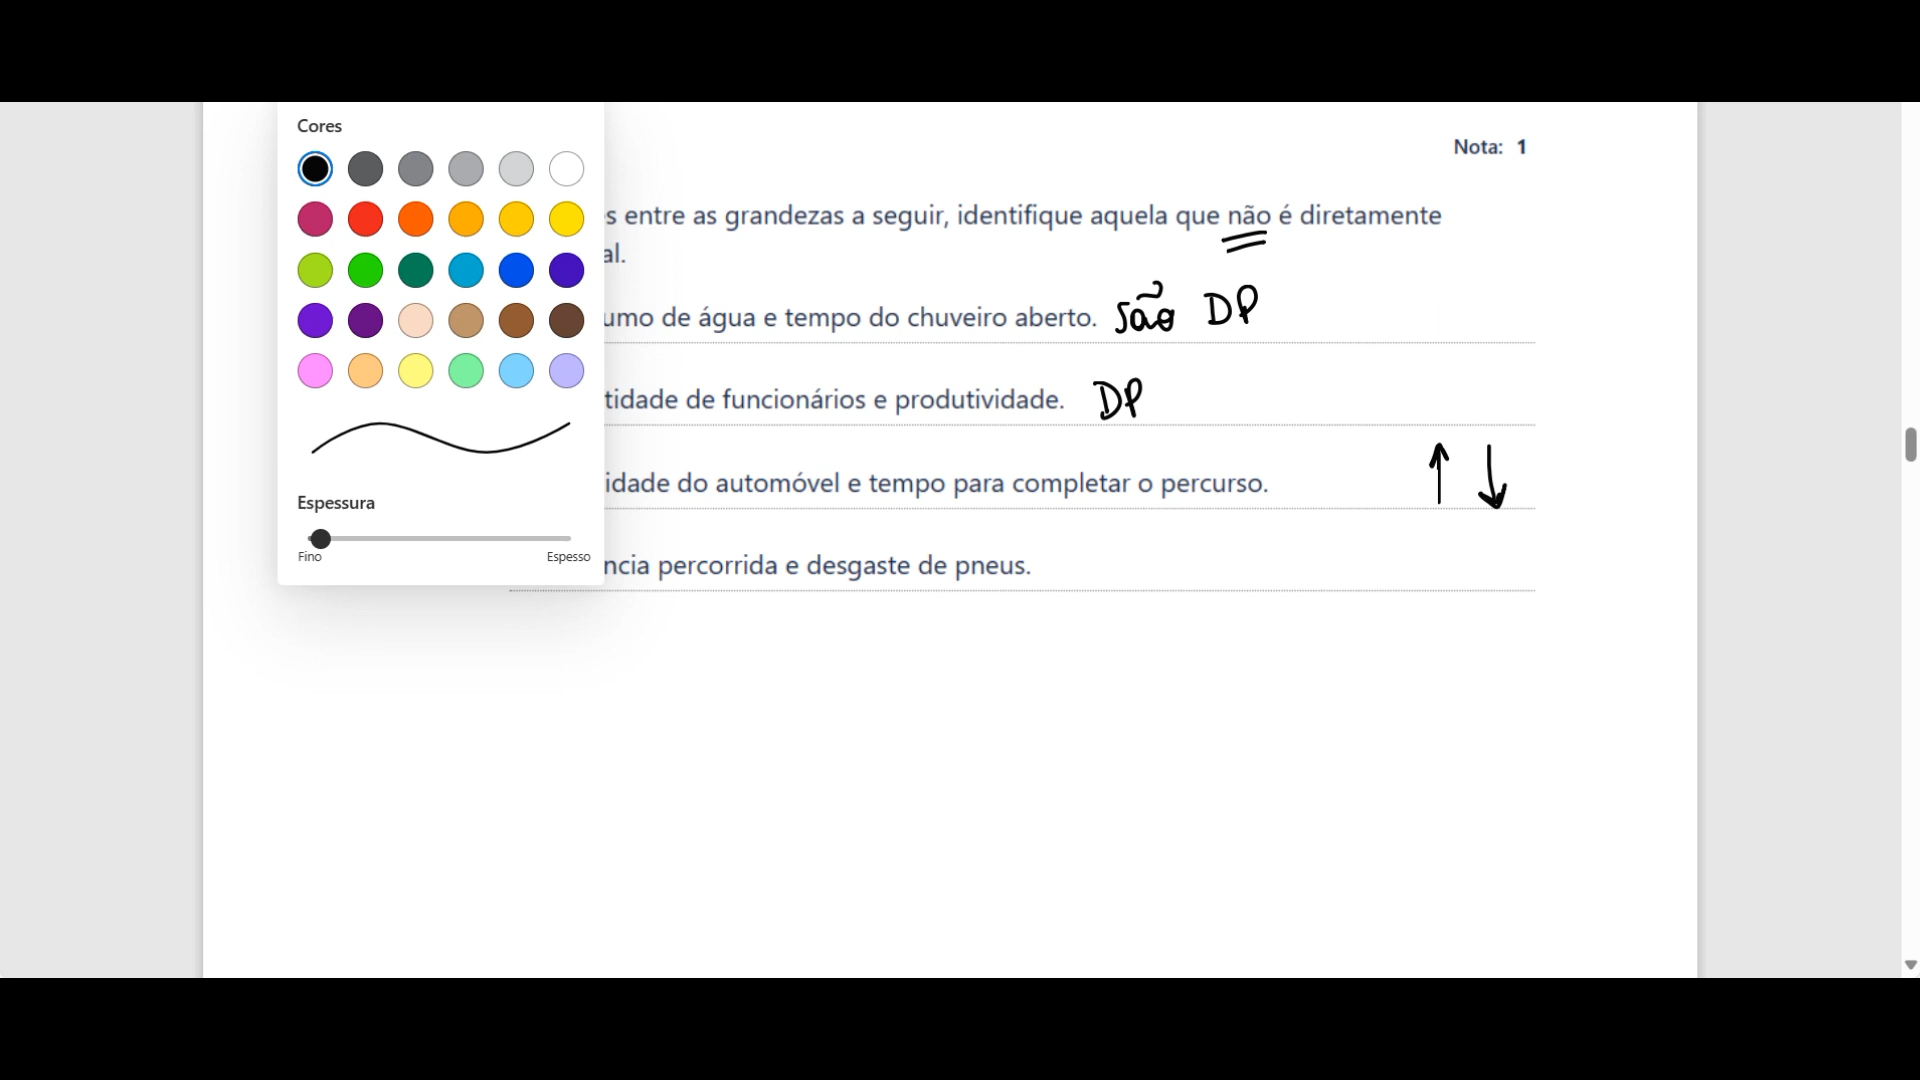 Cores
Nota: 1
s entre as grandezas a seguir, identifique aquela que não é diretamente
al.
umo de água e tempo do chuveiro aberto. são DP
tidade de funcionários e produtividade. DP
idade do automóvel e tempo para completar o percurso.
Espessura
Fino Espesso
ncia percorrida e desgaste de pneus.